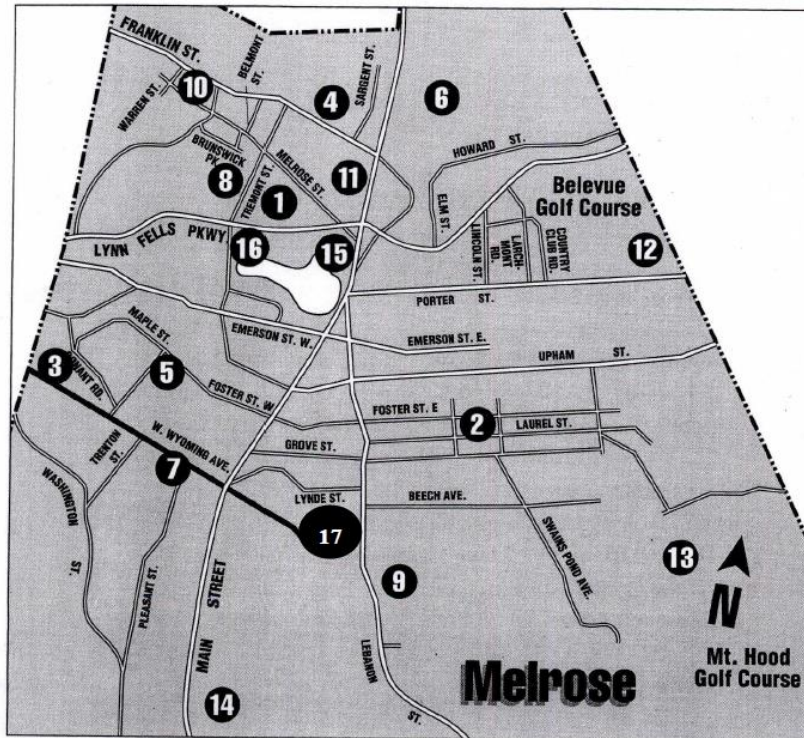 FRANKLIN ST.
BELMONT ST.
SARGENT ST.
WARREN ST.
10
4
6
BRUNSWICK PK.
8
TREMONT ST.
MELROSE ST.
1
11
HOWARD ST.
ELM ST.
Belevue
Golf Course
LYNN FELLS PKWY
16
15
LINCOLN ST.
LARCH-
MONT
RD.
COUNTRY
CLUB RD.
12
PORTER ST.
MAPLE ST.
EMERSON ST. W.
EMERSON ST. E.
UPHAM ST.
3
RD.
5
FOSTER ST. W
FOSTER ST. E
2
LAUREL ST.
TRENTON ST.
W. WYOMING AVE.
7
GROVE ST.
WASHINGTON ST.
LYNDE ST.
BEECH AVE.
17
SWAINS POND AVE.
PLEASANT ST.
MAIN STREET
9
13
N
LEBANON ST.
Melrose
Mt. Hood
Golf Course
14